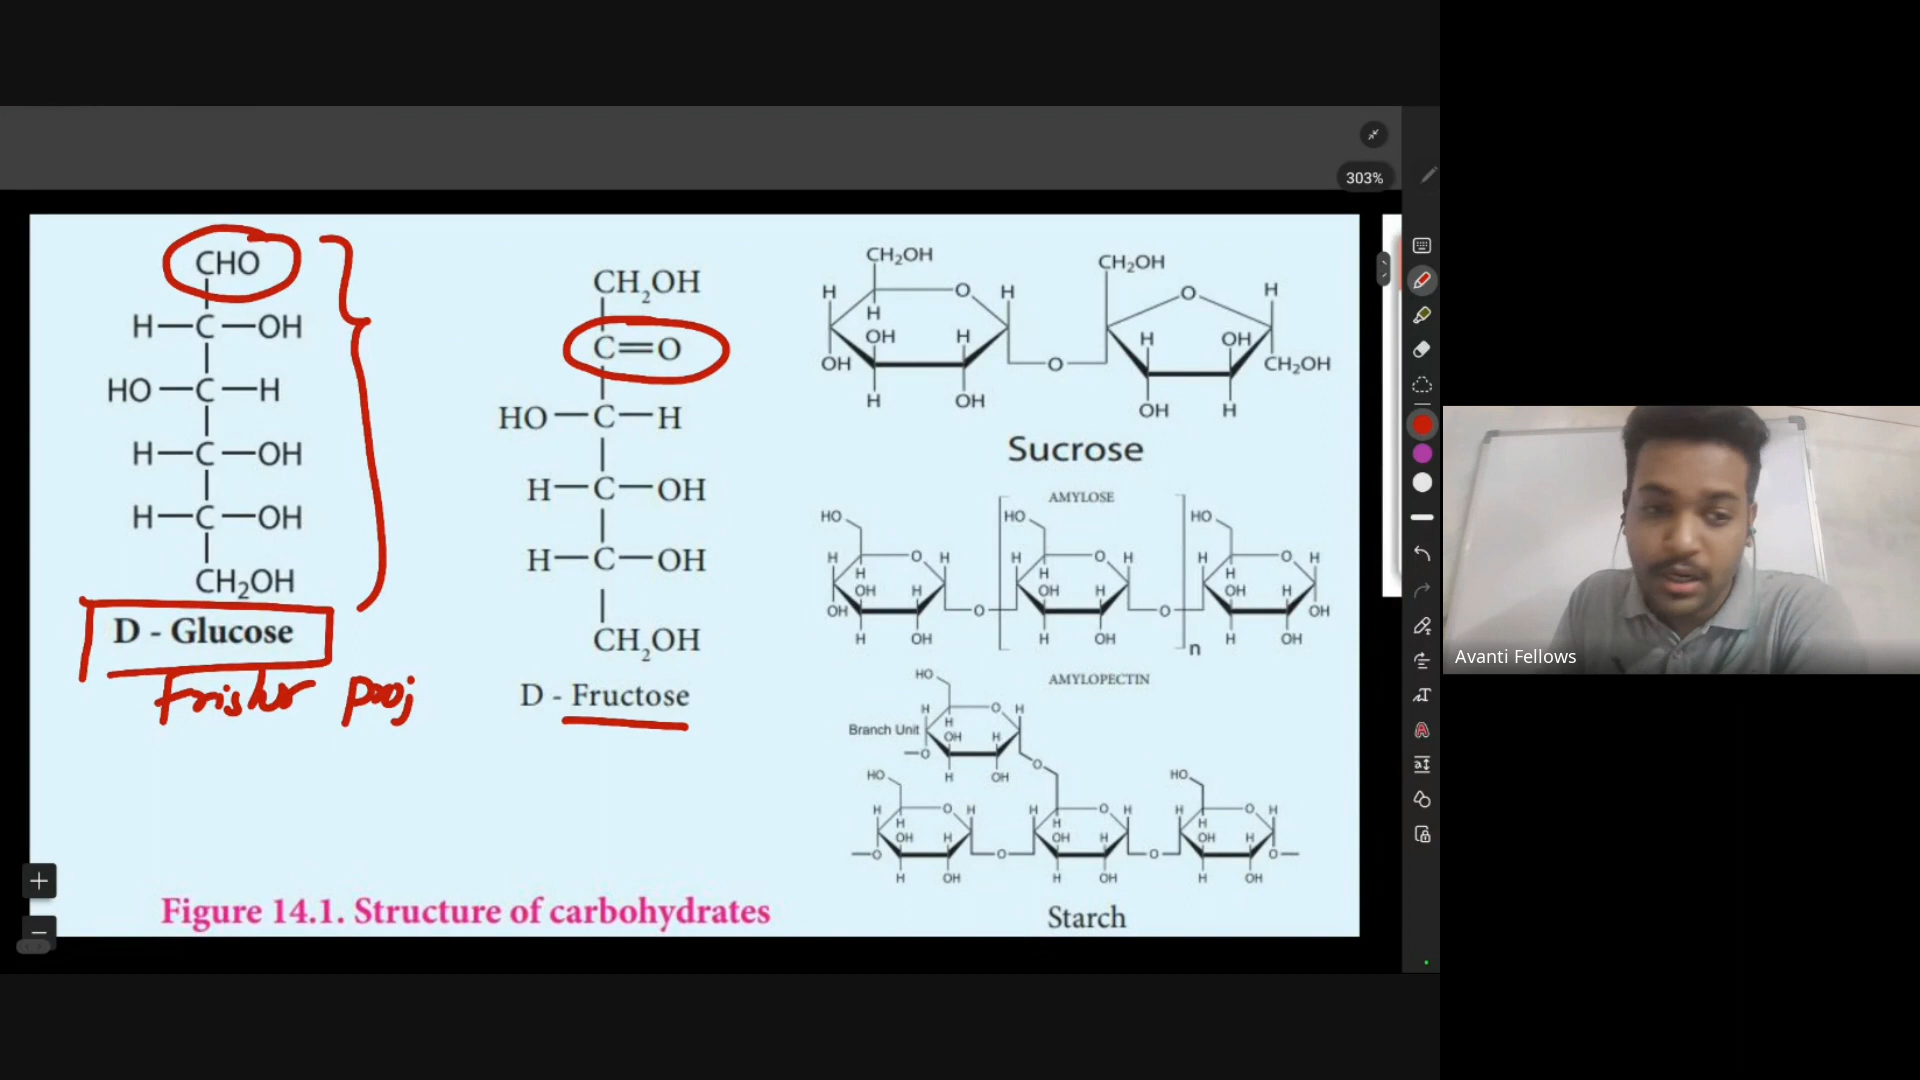 303%
CHO
H—C—OH
HO—C—H
H—C—OH
H—C—OH
CH₂OH
D - Glucose
CH₂OH
C=O
HO—C—H
H—C—OH
H—C—OH
CH₂OH
D - Fructose
CH₂OH
CH₂OH
H O H O H
H
OH H H OH
OH O CH₂OH
H OH OH H
Sucrose
AMYLOSE
HO HO HO
H O H H O H H O H
H H H
OH H OH H OH H
OH O O OH
H OH H OH H OH
n
AMYLOPECTIN
HO
H O H
H
Branch Unit OH H
O
H OH O
HO HO
H O H H O H H O H
H H H
OH H OH H OH H
O O O O
H OH H OH H OH
Starch
Figure 14.1. Structure of carbohydrates
Avanti Fellows